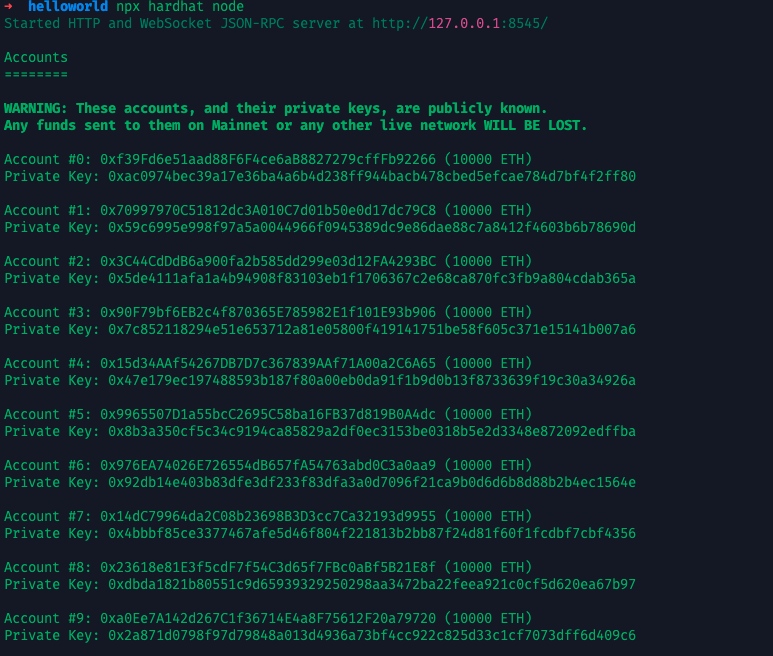 → helloworld npx hardhat node
Started HTTP and WebSocket JSON-RPC server at http://127.0.0.1:8545/
Accounts
========
WARNING: These accounts, and their private keys, are publicly known.
Any funds sent to them on Mainnet or any other live network WILL BE LOST.
Account #0: 0xf39Fd6e51aad88F6F4ce6aB8827279cffFb92266 (10000 ETH)
Private Key: 0xac0974bec39a17e36ba4a6b4d238ff944bacb478cbed5efcae784d7bf4f2ff80
Account #1: 0x70997970C51812dc3A010C7d01b50e0d17dc79C8 (10000 ETH)
Private Key: 0x59c6995e998f97a5a0044966f0945389dc9e86dae88c7a8412f4603b6b78690d
Account #2: 0x3C44CdDdB6a900fa2b585dd299e03d12FA4293BC (10000 ETH)
Private Key: 0x5de4111afa1a4b94908f83103eb1f1706367c2e68ca870fc3fb9a804cdab365a
Account #3: 0x90F79bf6EB2c4f870365E785982E1f101E93b906 (10000 ETH)
Private Key: 0x7c852118294e51e653712a81e05800f419141751be58f605c371e15141b007a6
Account #4: 0x15d34AAf54267DB7D7c367839AAf71A00a2C6A65 (10000 ETH)
Private Key: 0x47e179ec197488593b187f80a00eb0da91f1b9d0b13f8733639f19c30a34926a
Account #5: 0x9965507D1a55bcC2695C58ba16FB37d819B0A4dc (10000 ETH)
Private Key: 0x8b3a350cf5c34c9194ca85829a2df0ec3153be0318b5e2d3348e872092edffba
Account #6: 0x976EA74026E726554dB657fA54763abd0C3a0aa9 (10000 ETH)
Private Key: 0x92db14e403b83dfe3df233f83dfa3a0d7096f21ca9b0d6d6b8d88b2b4ec1564e
Account #7: 0x14dC79964da2C08b23698B3D3cc7Ca32193d9955 (10000 ETH)
Private Key: 0x4bbbf85ce3377467afe5d46f804f221813b2bb87f24d81f60f1fcdbf7cbf4356
Account #8: 0x23618e81E3f5cdF7f54C3d65f7FBc0aBf5B21E8f (10000 ETH)
Private Key: 0xdbda1821b80551c9d65939329250298aa3472ba22feea921c0cf5d620ea67b97
Account #9: 0xa0Ee7A142d267C1f36714E4a8F75612F20a79720 (10000 ETH)
Private Key: 0x2a871d0798f97d79848a013d4936a73bf4cc922c825d33c1cf7073dff6d409c6